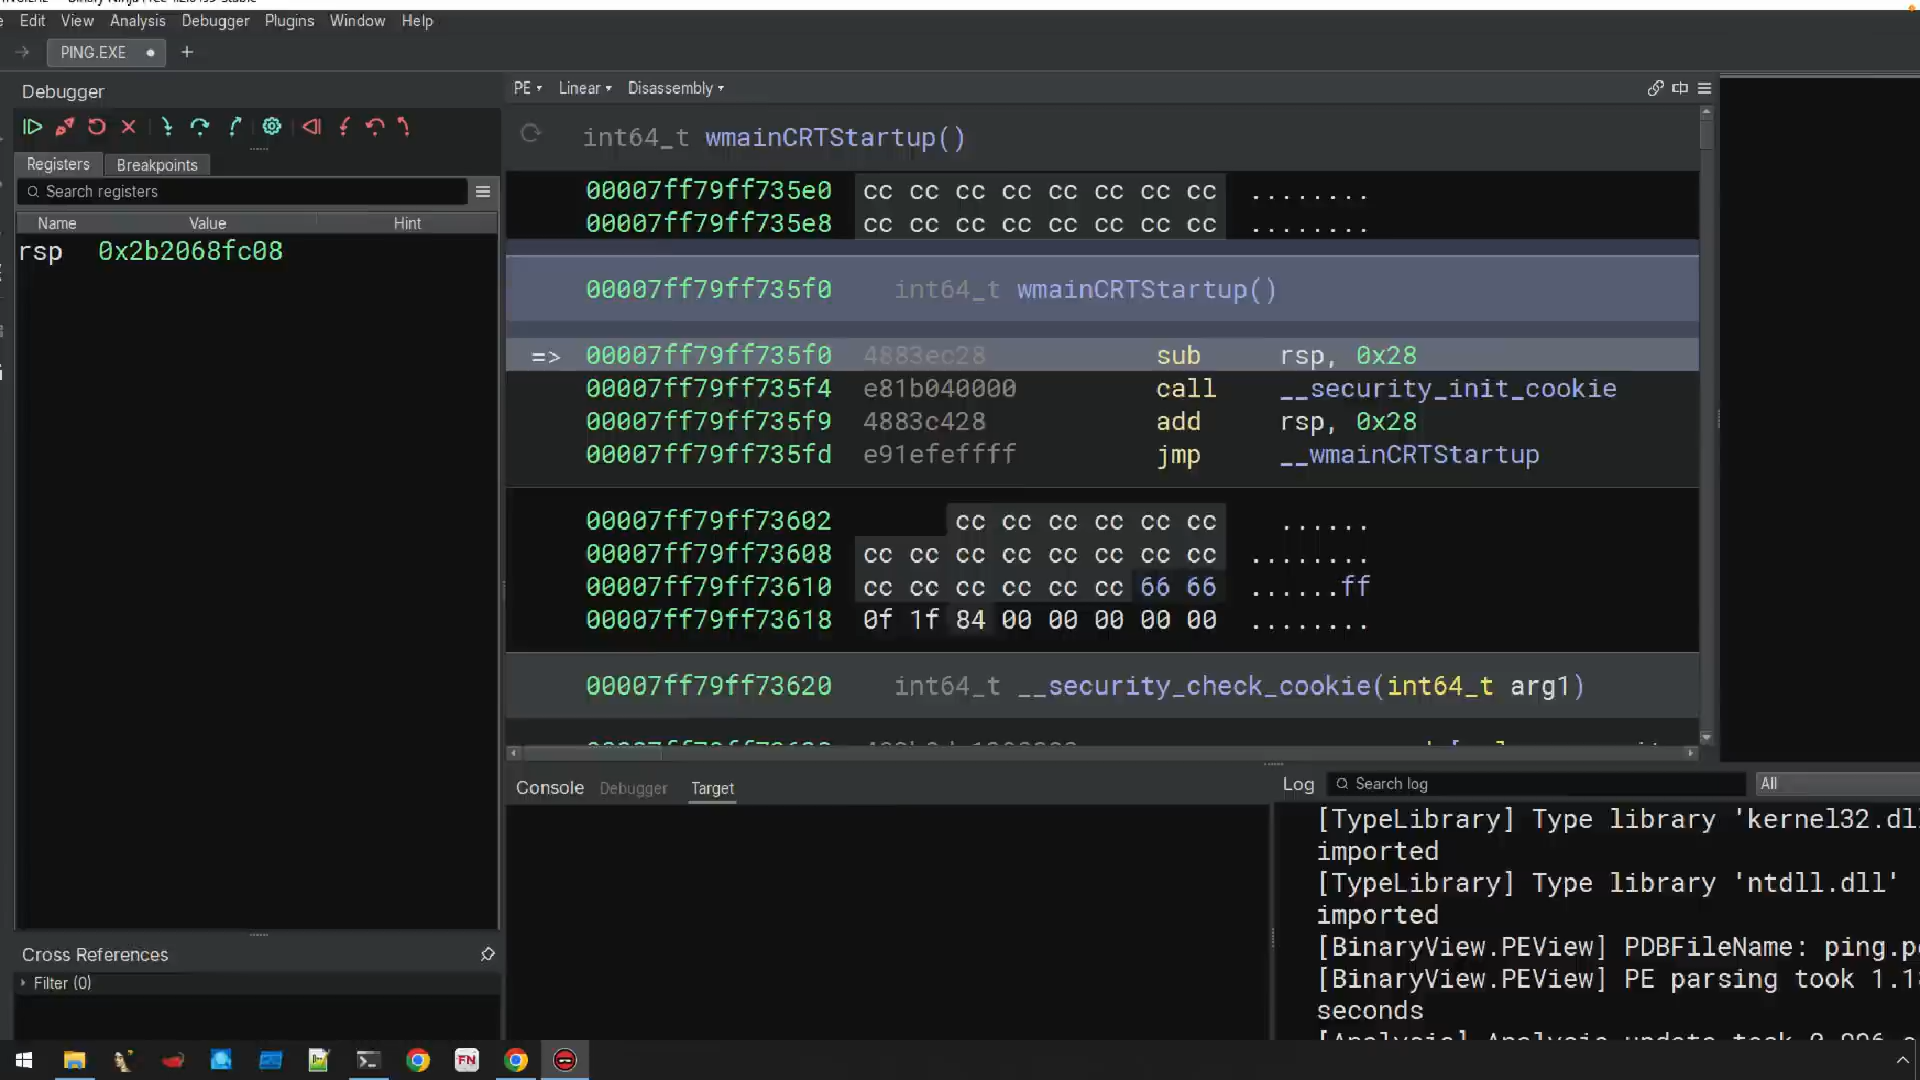 Edit View Analysis Debugger Plugins Window Help
PING.EXE
Debugger
Registers Breakpoints
Search registers
Name Value Hint
rsp 0x2b2068fc08
Cross References
Filter (0)
PE Linear Disassembly
int64_t wmainCRTStartup()
00007ff79ff735e0 cc cc cc cc cc cc cc cc ........
00007ff79ff735e8 cc cc cc cc cc cc cc cc ........
00007ff79ff735f0 int64_t wmainCRTStartup()
=> 00007ff79ff735f0 4883ec28 sub rsp, 0x28
00007ff79ff735f4 e81b040000 call __security_init_cookie
00007ff79ff735f9 4883c428 add rsp, 0x28
00007ff79ff735fd e91efeffff jmp __wmainCRTStartup
00007ff79ff73602 cc cc cc cc cc cc ......
00007ff79ff73608 cc cc cc cc cc cc cc cc ........
00007ff79ff73610 cc cc cc cc cc cc 66 66 ......ff
00007ff79ff73618 0f 1f 84 00 00 00 00 00 ........
00007ff79ff73620 int64_t __security_check_cookie(int64_t arg1)
Console Debugger Target
Log Search log All
[TypeLibrary] Type library 'kernel32.dll
imported
[TypeLibrary] Type library 'ntdll.dll'
imported
[BinaryView.PEView] PDBFileName: ping.p
[BinaryView.PEView] PE parsing took 1.1
seconds
FN